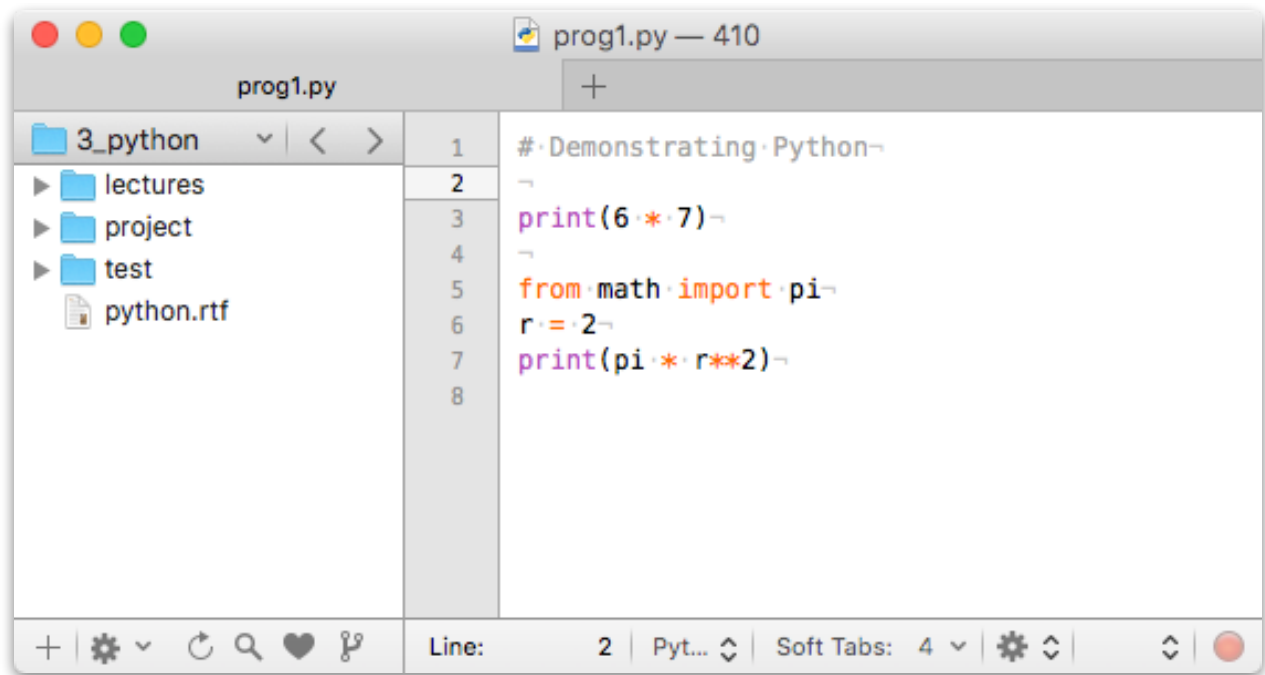 prog1.py — 410
prog1.py
3_python
lectures
project
test
python.rtf
1 # Demonstrating Python
2
3 print(6 * 7)
4
5 from math import pi
6 r = 2
7 print(pi * r**2)
8
Line: 2 Pyt... Soft Tabs: 4